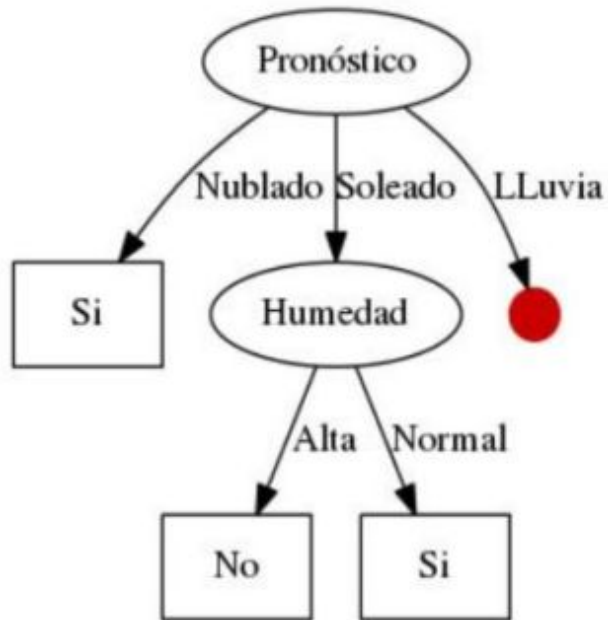 Pronóstico
Nublado Soleado LLuvia
Si Humedad
Alta Normal
No Si